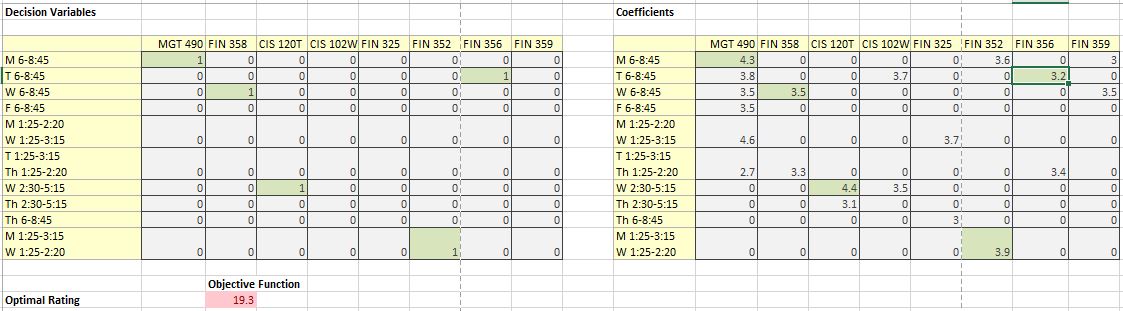 Decision Variables Coefficients
MGT 490 FIN 358 CIS 120T CIS 102W FIN 325 FIN 352 FIN 356 FIN 359 MGT 490 FIN 358 CIS 120T CIS 102W FIN 325 FIN 352 FIN 356 FIN 359
M 6-8:45 1 0 0 0 0 0 0 0 M 6-8:45 4.3 0 0 0 0 3.6 0 3
T 6-8:45 0 0 0 0 0 0 1 0 T 6-8:45 3.8 0 0 3.7 0 0 3.2 0
W 6-8:45 0 1 0 0 0 0 0 0 W 6-8:45 3.5 3.5 0 0 0 0 0 3.5
F 6-8:45 0 0 0 0 0 0 0 0 F 6-8:45 3.5 0 0 0 0 0 0 0
M 1:25-2:20 M 1:25-2:20
W 1:25-3:15 0 0 0 0 0 0 0 0 W 1:25-3:15 4.6 0 0 0 3.7 0 0 0
T 1:25-3:15 T 1:25-3:15
Th 1:25-2:20 0 0 0 0 0 0 0 0 Th 1:25-2:20 2.7 3.3 0 0 0 0 3.4 0
W 2:30-5:15 0 0 1 0 0 0 0 0 W 2:30-5:15 0 0 4.4 3.5 0 0 0 0
Th 2:30-5:15 0 0 0 0 0 0 0 0 Th 2:30-5:15 0 0 3.1 0 0 0 0 0
Th 6-8:45 0 0 0 0 0 0 0 0 Th 6-8:45 0 0 0 0 3 0 0 0
M 1:25-3:15 M 1:25-3:15
W 1:25-2:20 0 0 0 0 0 1 0 0 W 1:25-2:20 0 0 0 0 0 3.9 0 0
Objective Function
Optimal Rating 19.3